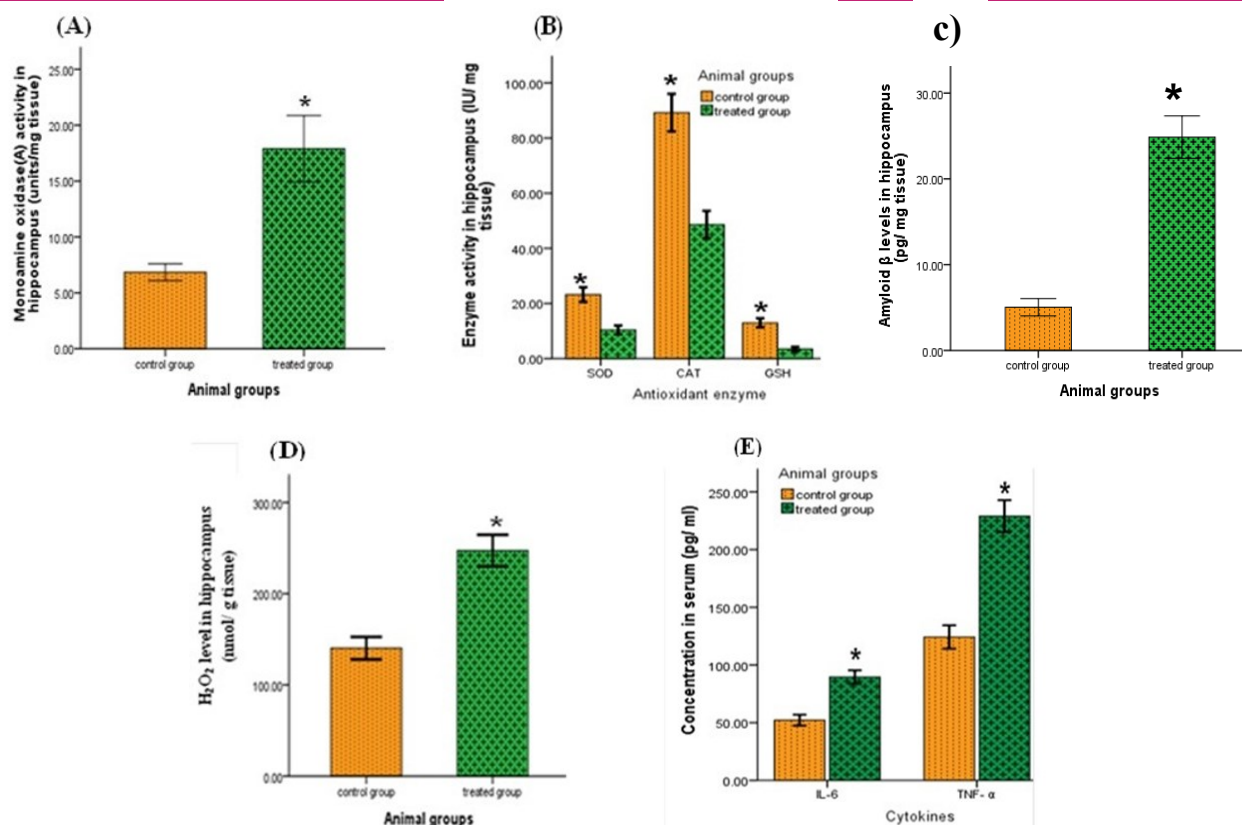 (A)
Monoamine oxidase(A) activity in
hippocampus (units/mg tissue)
25.00
20.00
15.00
10.00
5.00
0.00
*
control group
treated group
Animal groups
(B)
Enzyme activity in hippocampus (IU/ mg
tissue)
100.00
80.00
60.00
40.00
20.00
0.00
Animal groups
control group
treated group
*
*
*
SOD
CAT
GSH
Antioxidant enzyme
c)
Amyloid β levels in hippocampus
(pg/ mg tissue)
30.00
20.00
10.00
0.00
*
control group
treated group
Animal groups
(D)
H₂O₂ level in hippocampus
(nmol/ g tissue)
300.00
200.00
100.00
0.00
*
control group
treated group
Animal groups
(E)
Concentration in serum (pg/ ml)
250.00
200.00
150.00
100.00
50.00
0.00
Animal groups
control group
treated group
*
*
IL-6
TNF- α
Cytokines